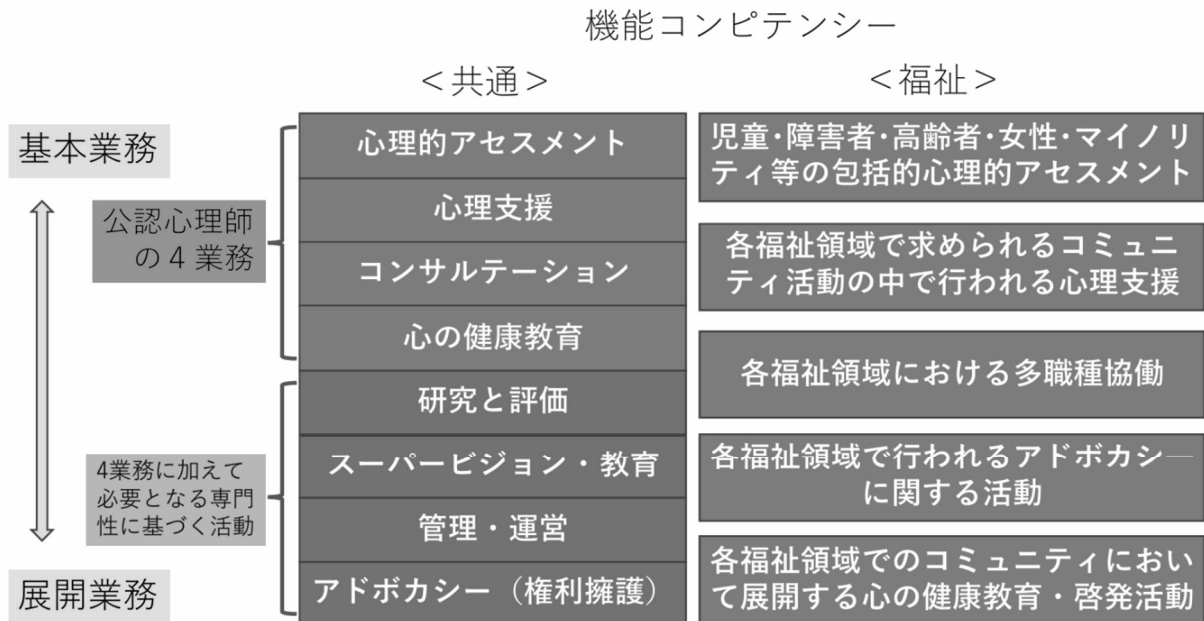 機能コンピテンシー
＜共通＞
＜福祉＞
基本業務
公認心理師
の４業務
4業務に加えて
必要となる専門
性に基づく活動
展開業務
心理的アセスメント
心理支援
コンサルテーション
心の健康教育
研究と評価
スーパービジョン・教育
管理・運営
アドボカシー（権利擁護）
児童・障害者・高齢者・女性・マイノリ
ティ等の包括的心理的アセスメント
各福祉領域で求められるコミュニ
ティ活動の中で行われる心理支援
各福祉領域における多職種協働
各福祉領域で行われるアドボカシー
に関する活動
各福祉領域でのコミュニティにおい
て展開する心の健康教育・啓発活動